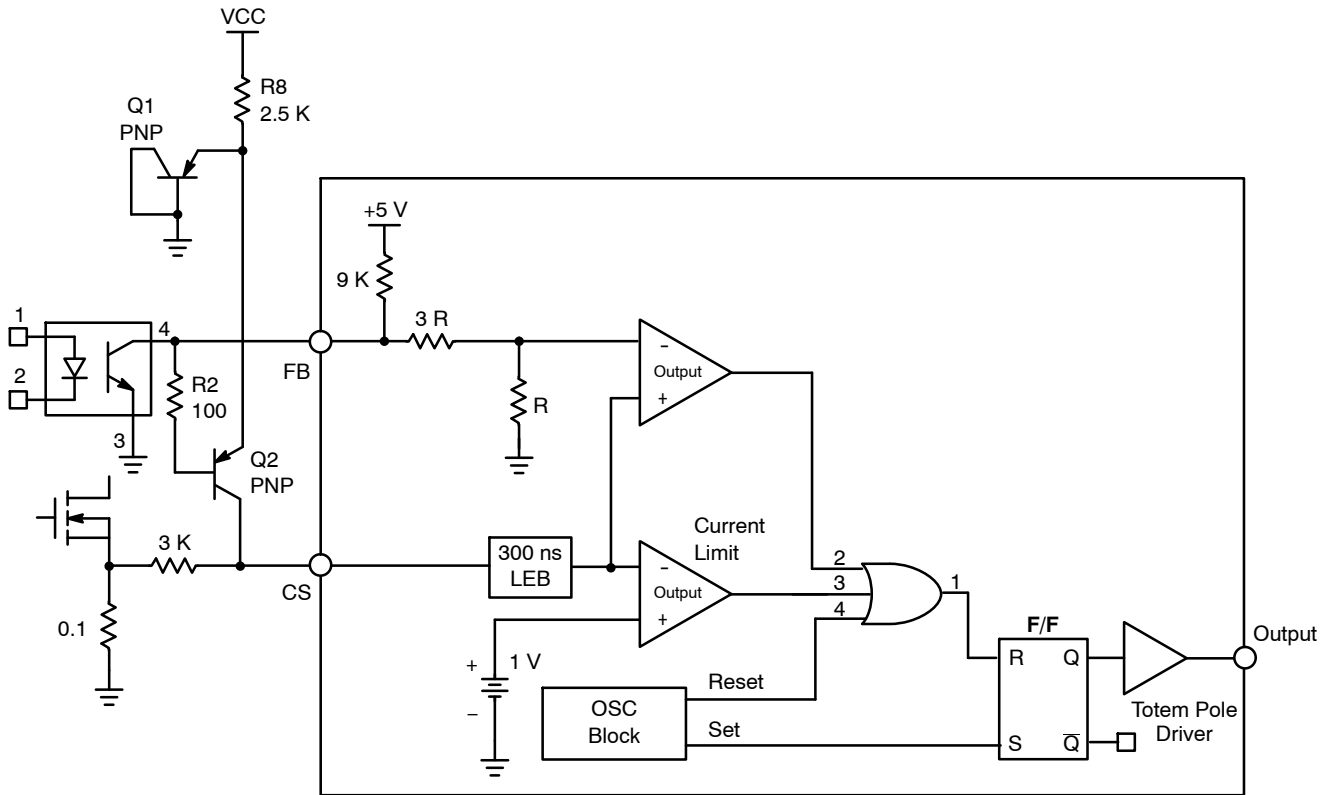 VCC
R8
2.5 K
Q1
PNP
+5 V
9 K
3 R
1
4
2
FB
R2
100
R
3
Q2
PNP
−
Output
+
3 K
CS
0.1
300 ns
LEB
Current
Limit
−
Output
+
+
1 V
−
2
3
4
1
F/F
R
Q
S
Q̅
Output
Totem Pole
Driver
OSC
Block
Reset
Set